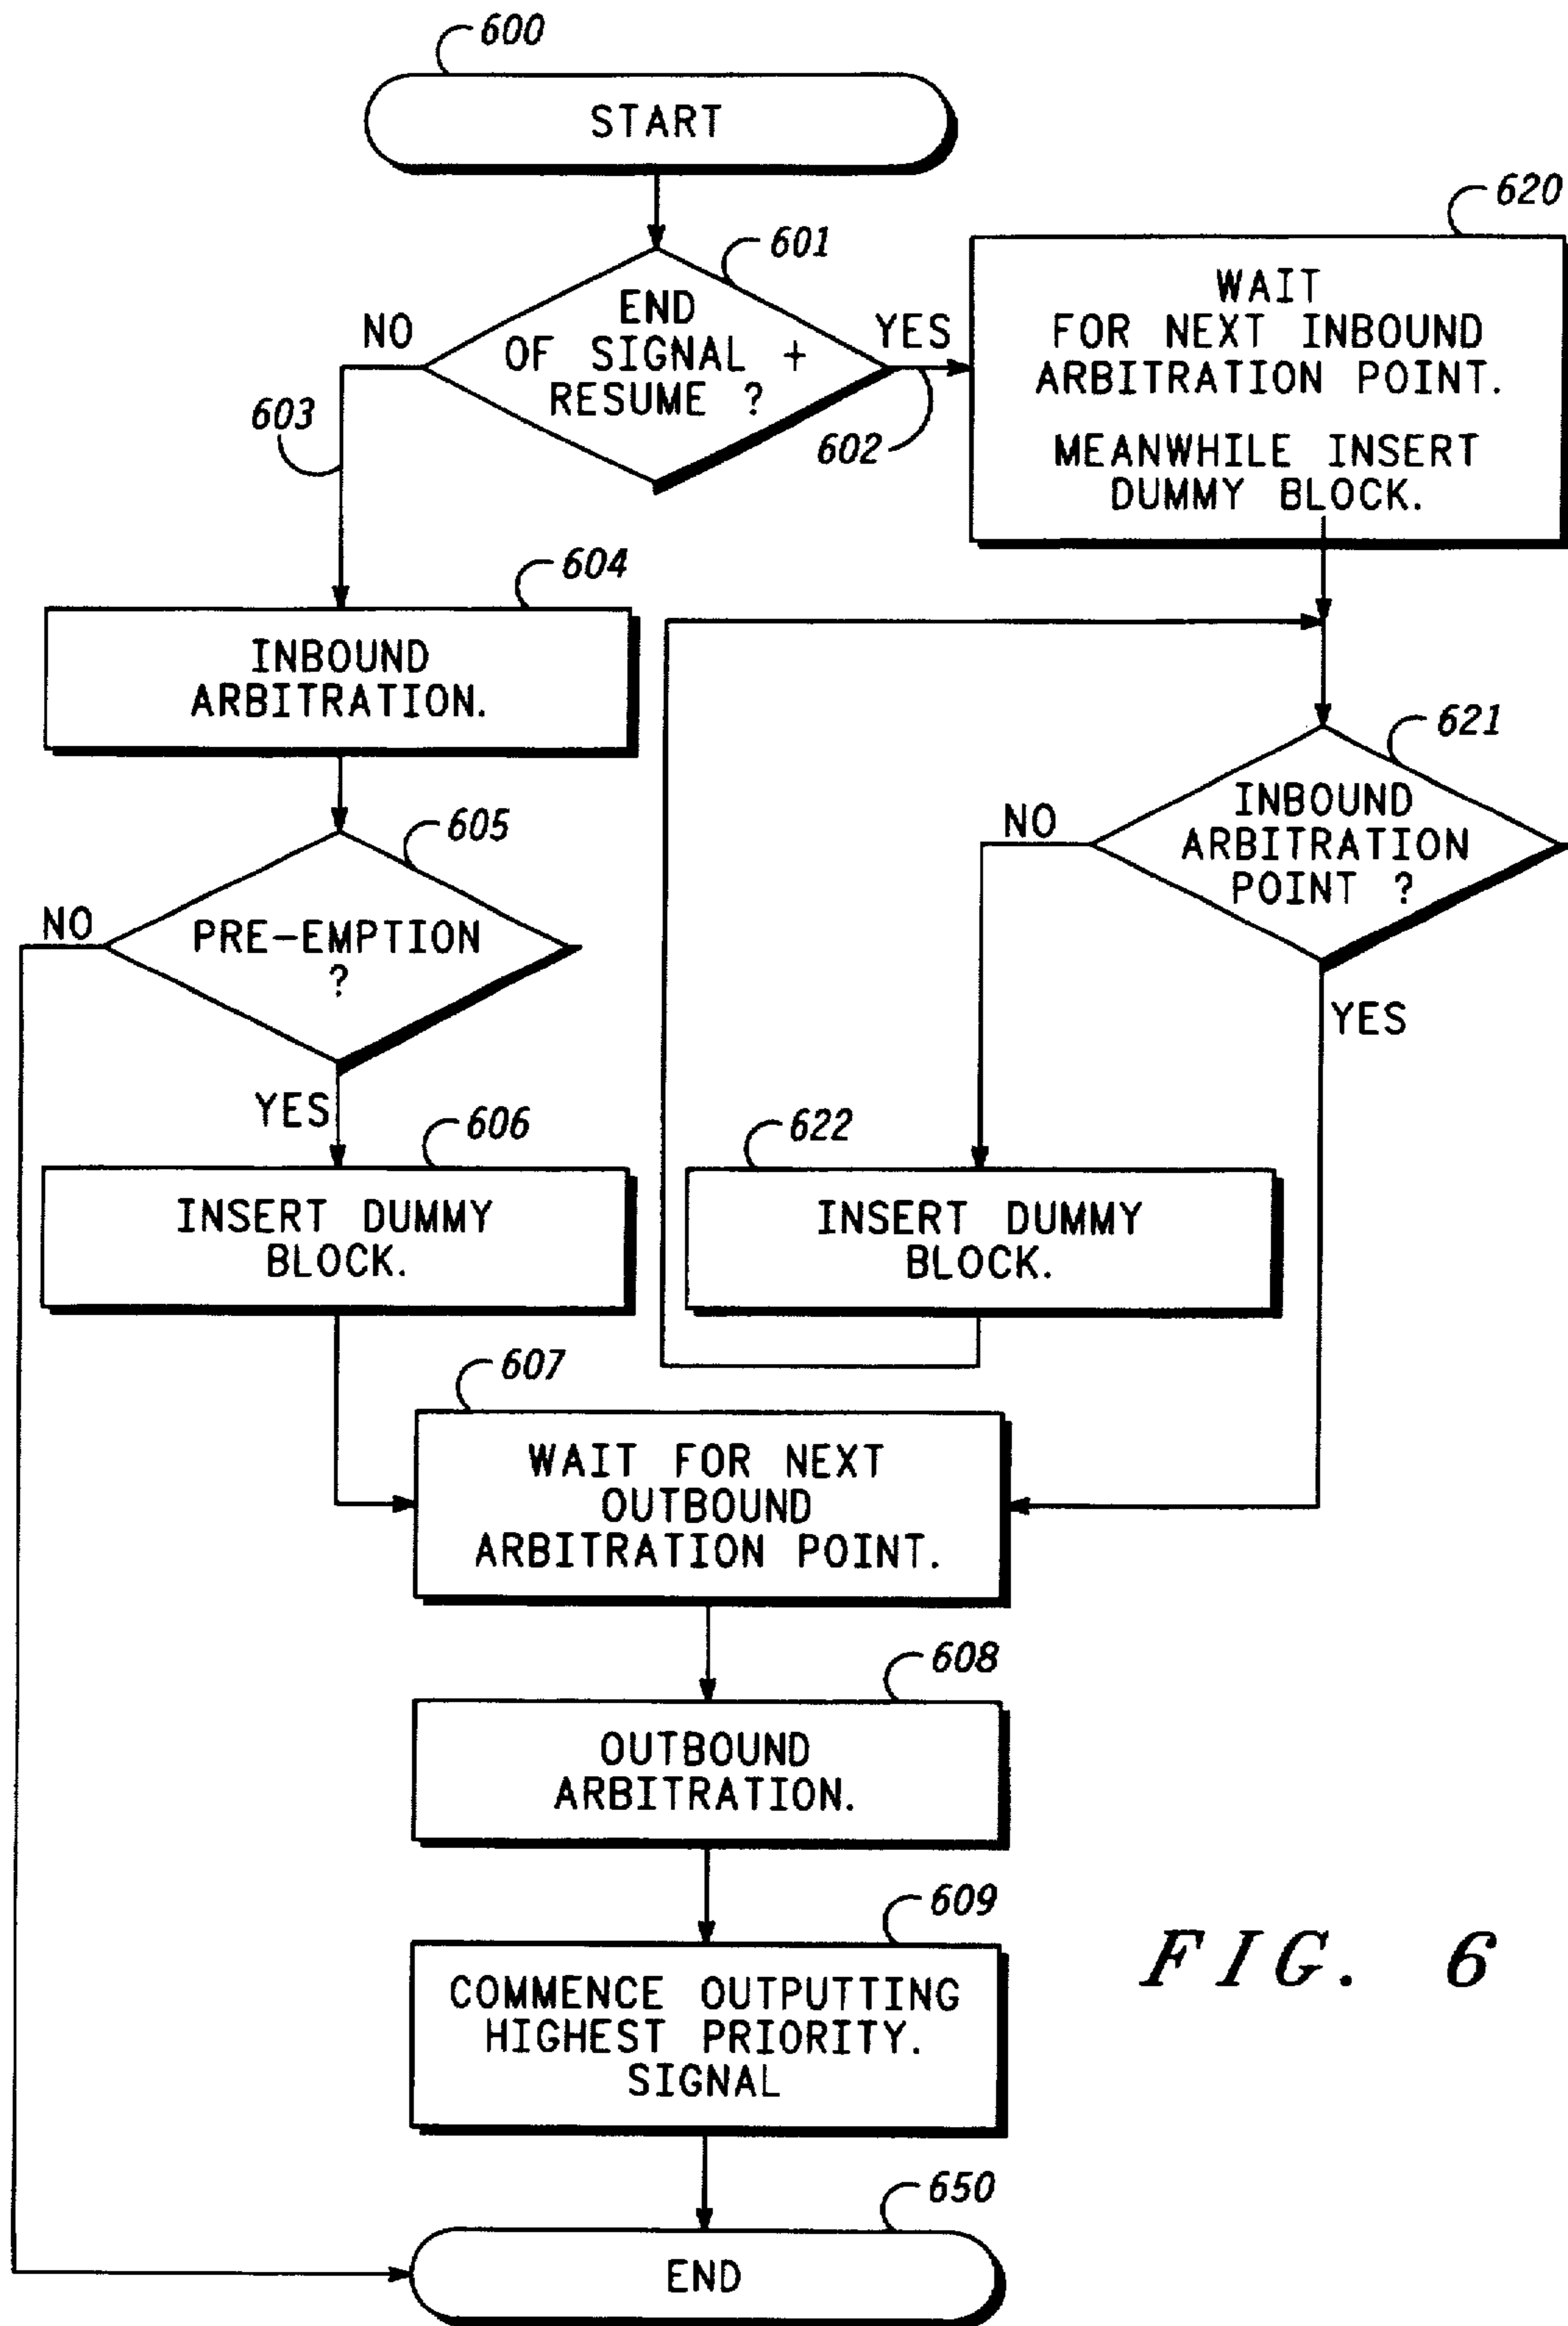 600
START
601
END
OF SIGNAL +
RESUME ?
NO
YES
602
603
620
WAIT
FOR NEXT INBOUND
ARBITRATION POINT.
MEANWHILE INSERT
DUMMY BLOCK.
604
INBOUND
ARBITRATION.
605
PRE-EMPTION
?
NO
YES
621
INBOUND
ARBITRATION
POINT ?
NO
YES
606
INSERT DUMMY
BLOCK.
622
INSERT DUMMY
BLOCK.
607
WAIT FOR NEXT
OUTBOUND
ARBITRATION POINT.
608
OUTBOUND
ARBITRATION.
609
COMMENCE OUTPUTTING
HIGHEST PRIORITY.
SIGNAL
650
END
FIG. 6